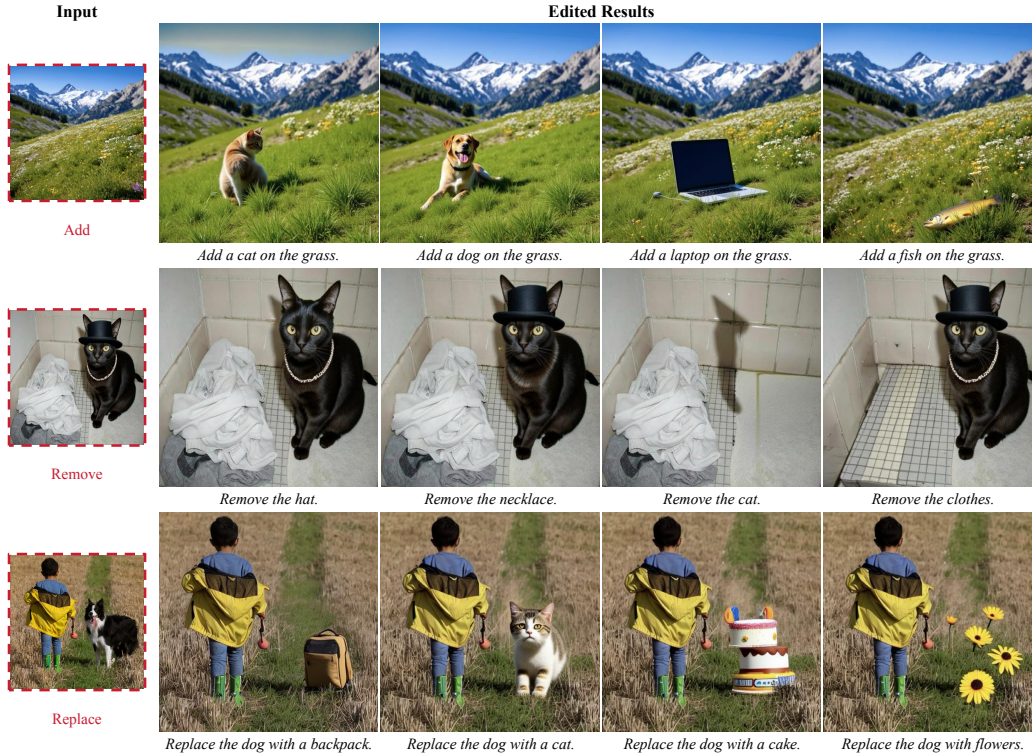 Input
Edited Results
Add
Add a cat on the grass.
Add a dog on the grass.
Add a laptop on the grass.
Add a fish on the grass.
Remove
Remove the hat.
Remove the necklace.
Remove the cat.
Remove the clothes.
Replace
Replace the dog with a backpack.
Replace the dog with a cat.
Replace the dog with a cake.
Replace the dog with flowers